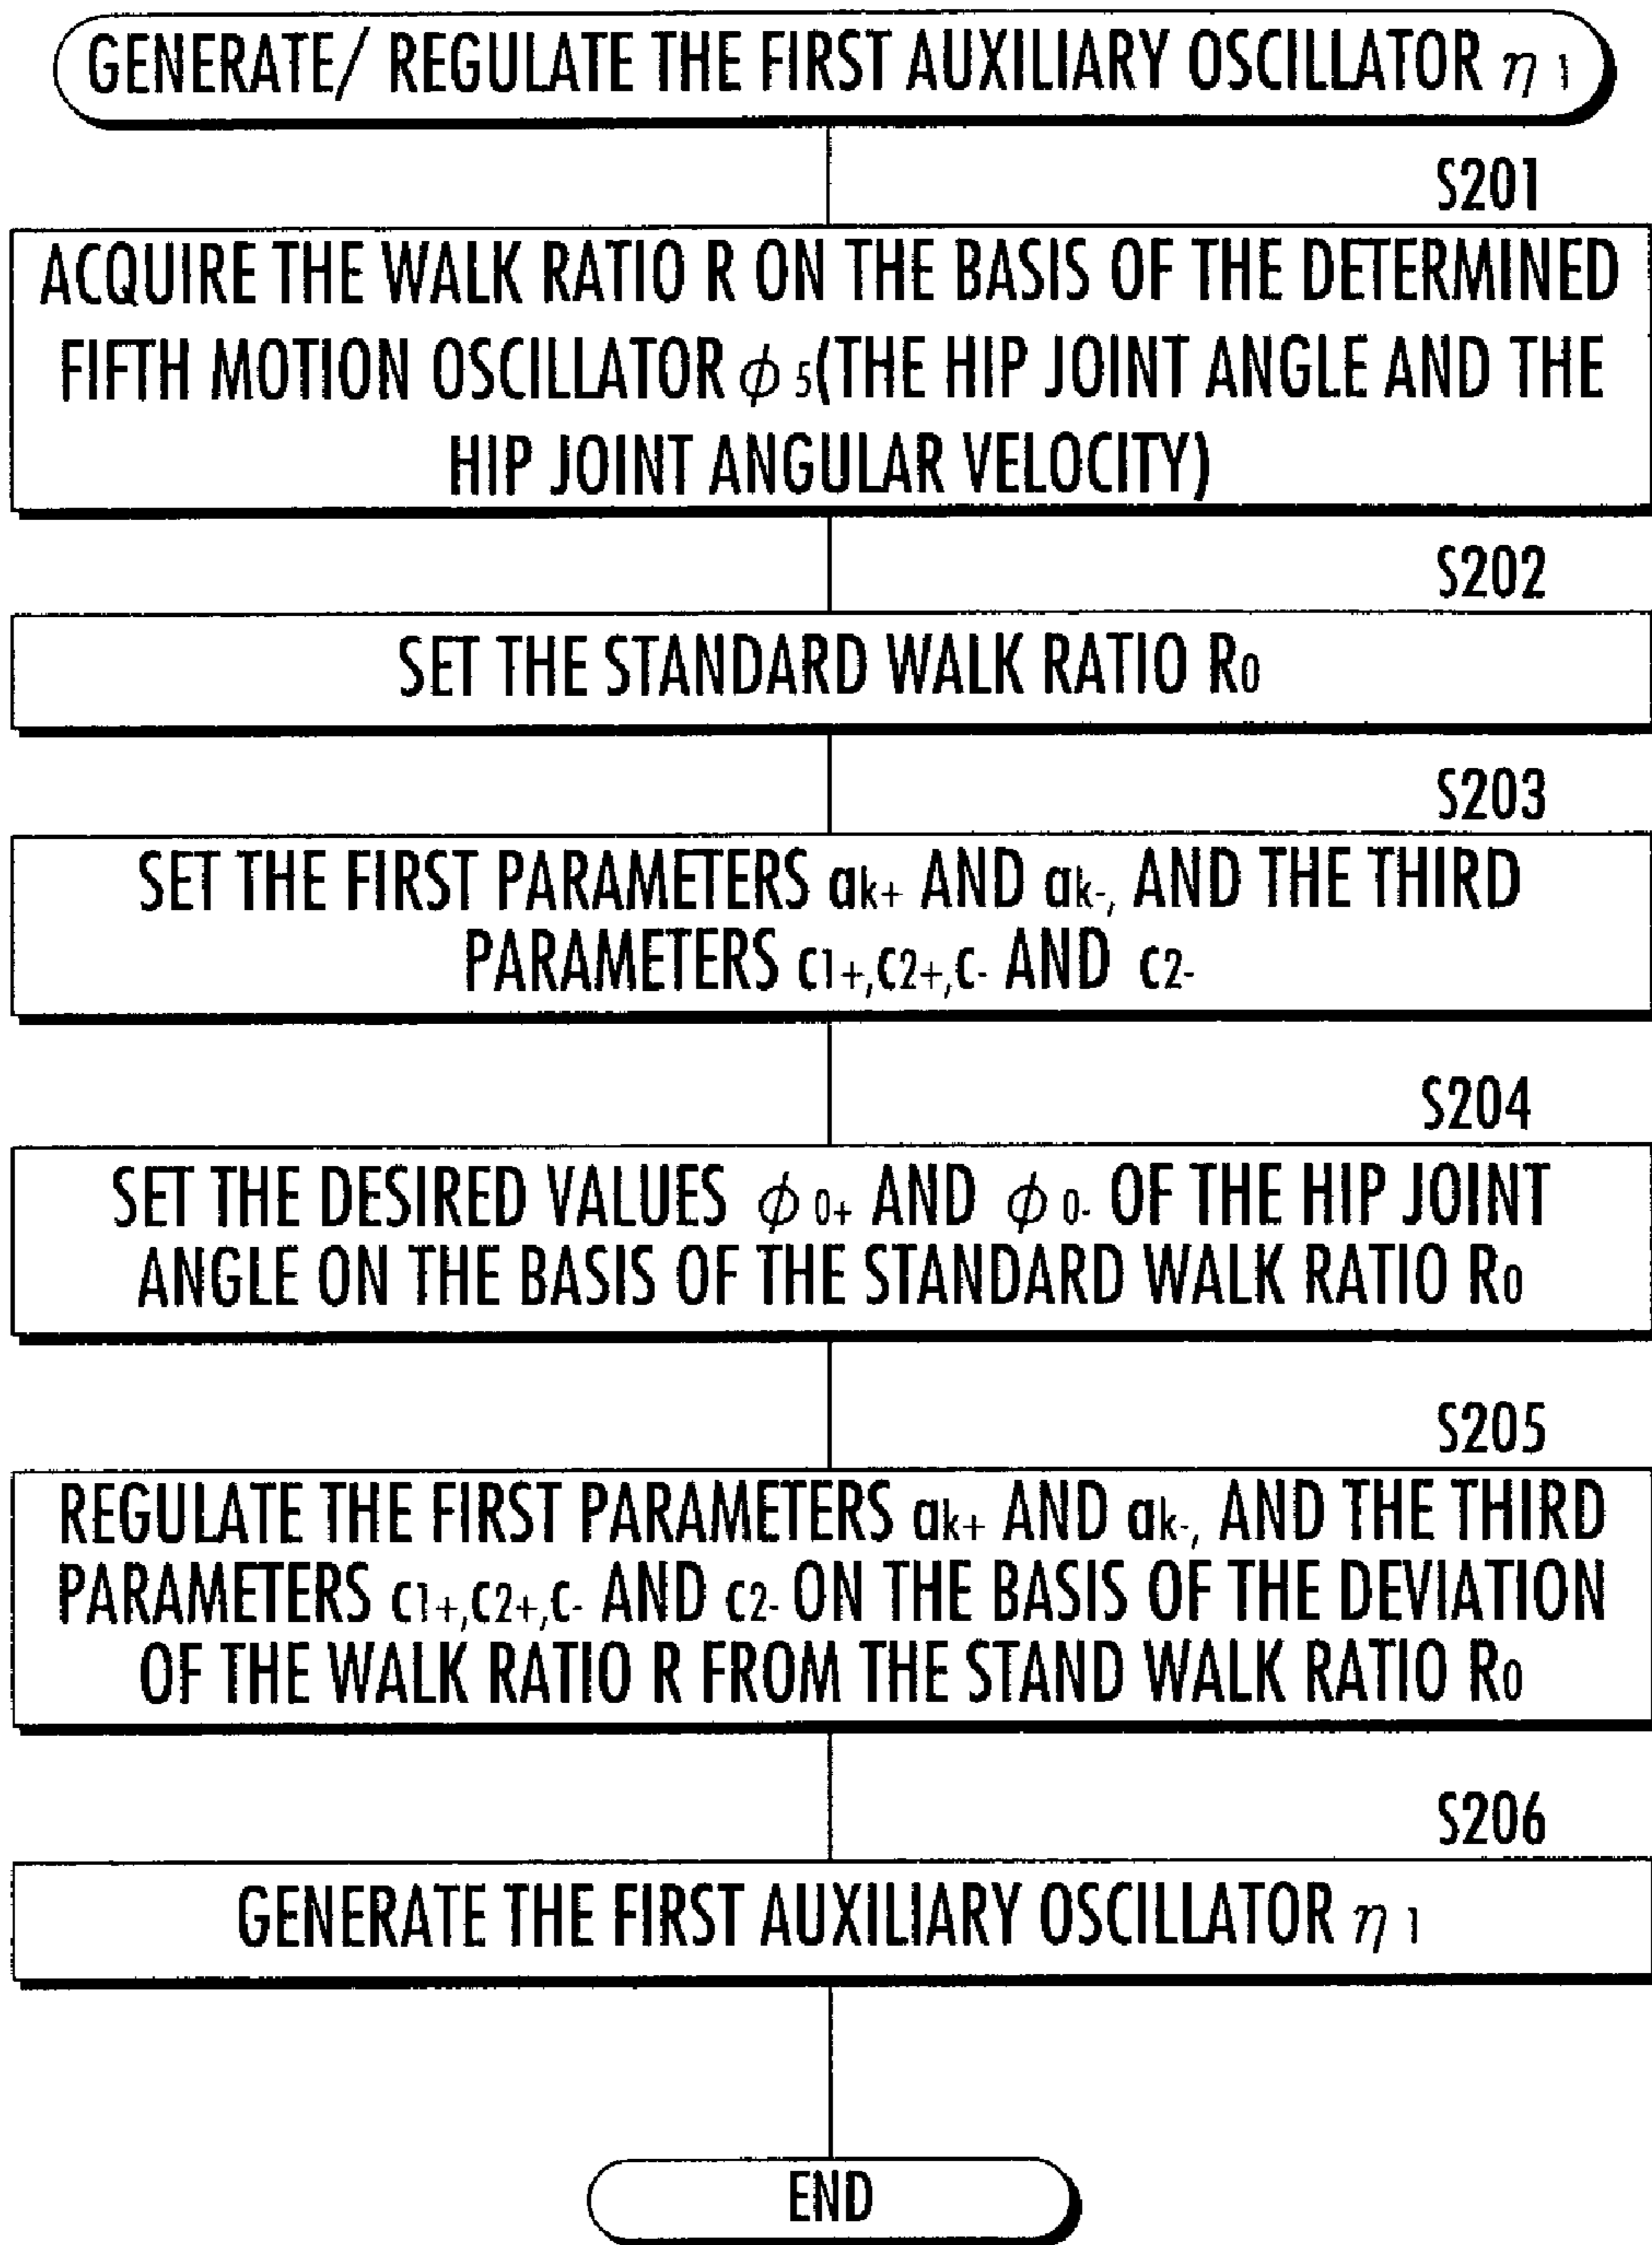 GENERATE/ REGULATE THE FIRST AUXILIARY OSCILLATOR η 1
S201
ACQUIRE THE WALK RATIO R ON THE BASIS OF THE DETERMINED
FIFTH MOTION OSCILLATOR φ 5(THE HIP JOINT ANGLE AND THE
HIP JOINT ANGULAR VELOCITY)
S202
SET THE STANDARD WALK RATIO R0
S203
SET THE FIRST PARAMETERS ak+ AND ak-, AND THE THIRD
PARAMETERS c1+,c2+,c- AND c2-
S204
SET THE DESIRED VALUES φ 0+ AND φ 0- OF THE HIP JOINT
ANGLE ON THE BASIS OF THE STANDARD WALK RATIO R0
S205
REGULATE THE FIRST PARAMETERS ak+ AND ak-, AND THE THIRD
PARAMETERS c1+,c2+,c- AND c2- ON THE BASIS OF THE DEVIATION
OF THE WALK RATIO R FROM THE STAND WALK RATIO R0
S206
GENERATE THE FIRST AUXILIARY OSCILLATOR η 1
END